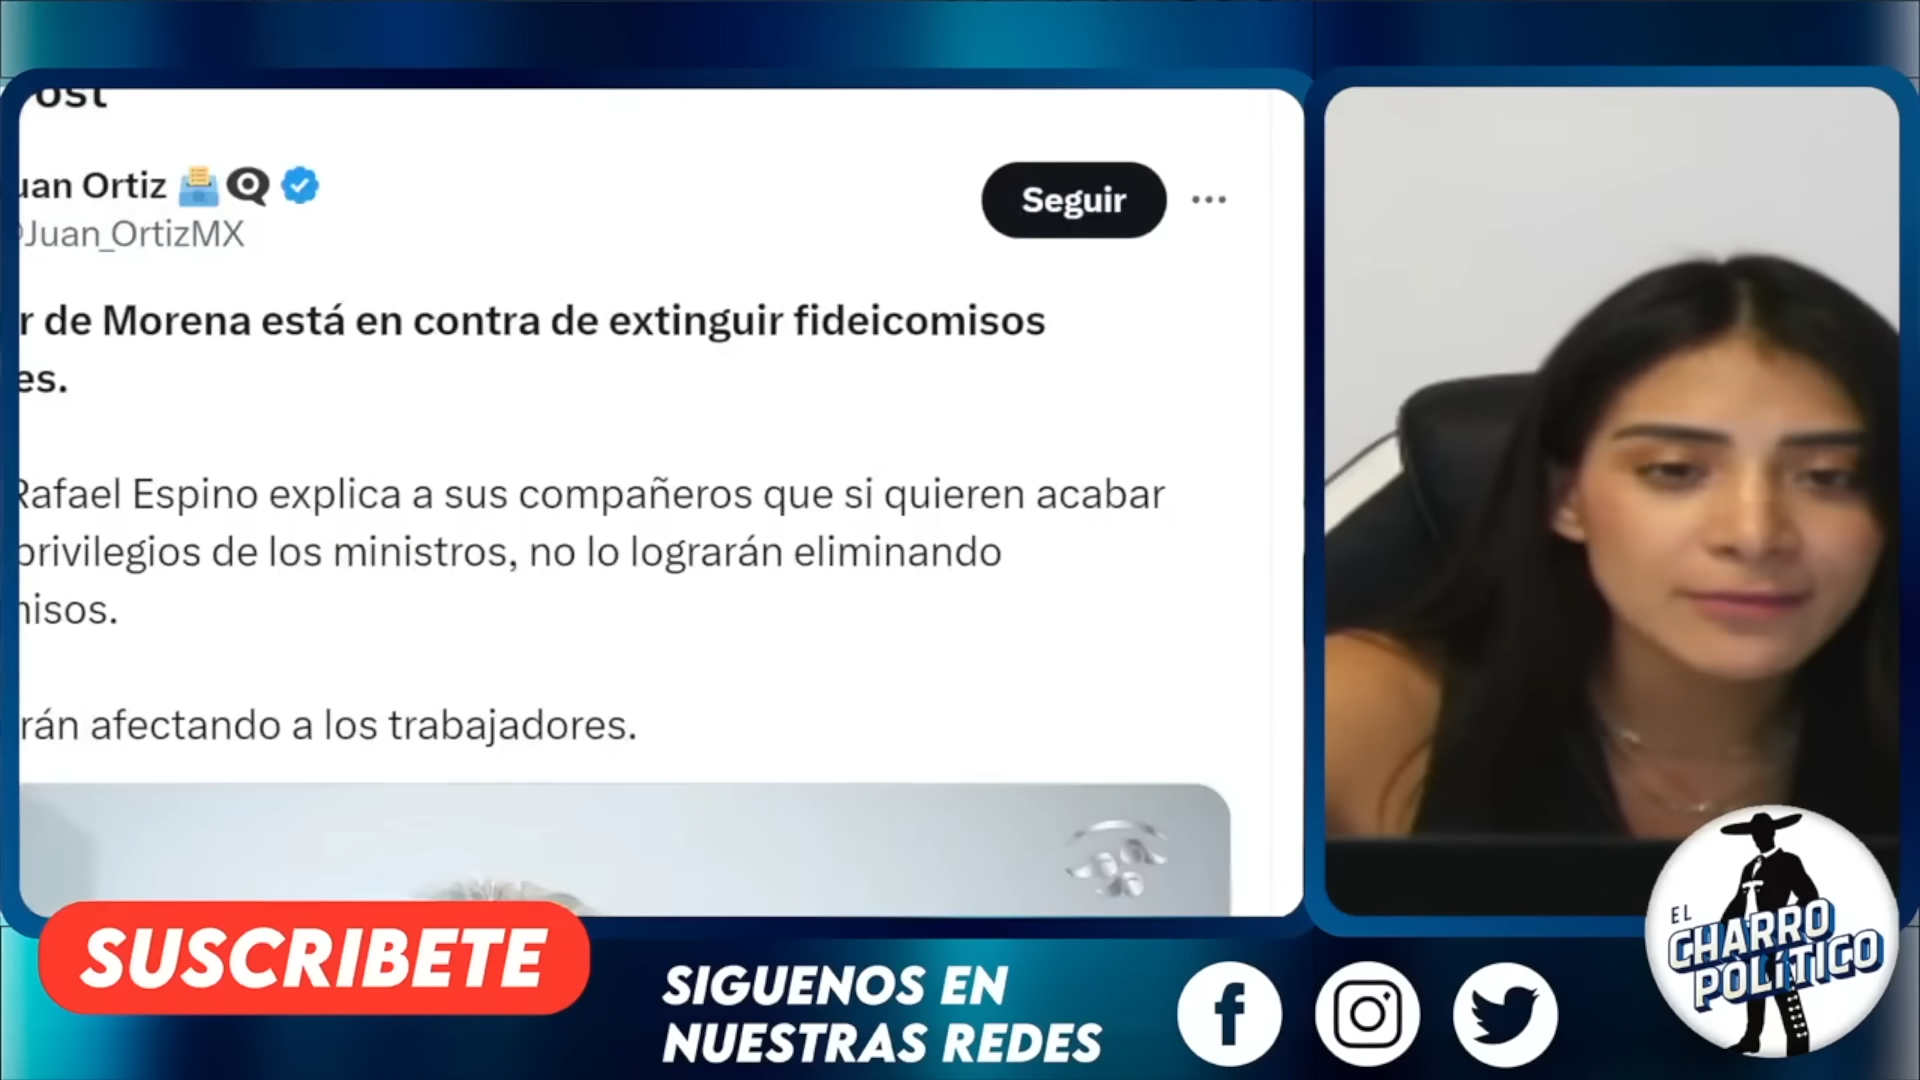 ost
uan Ortiz
Juan_OrtizMX
Seguir
r de Morena está en contra de extinguir fideicomisos
es.
Rafael Espino explica a sus compañeros que si quieren acabar
privilegios de los ministros, no lo lograrán eliminando
misos.
rán afectando a los trabajadores.
SUSCRIBETE
SIGUENOS EN
NUESTRAS REDES
EL
CHARRO
POLÍTICO